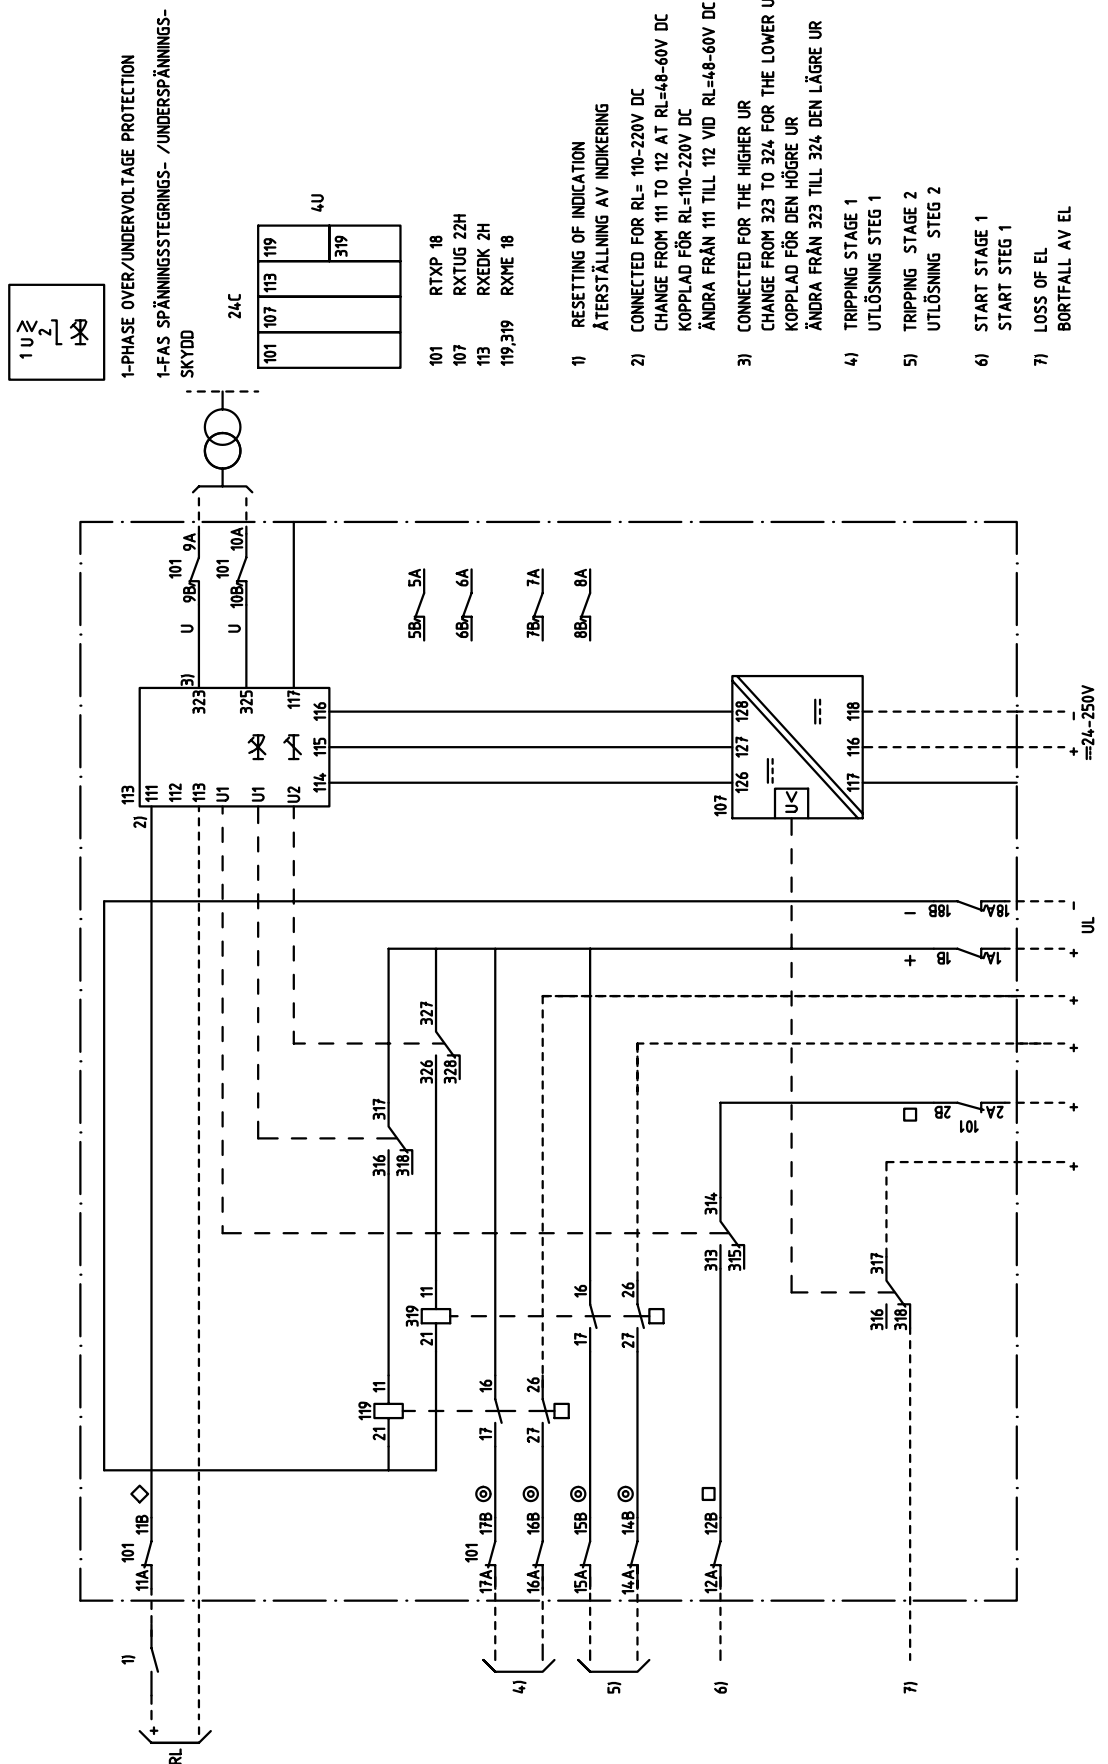 1 U ≷
2
1-PHASE OVER/UNDERVOLTAGE PROTECTION
1-FAS SPÄNNINGSSTEGRINGS- /UNDERSPÄNNINGS-
SKYDD
24C
4U
101 107 113 119
319
101 RTXP 18
107 RXTUG 22H
113 RXEDK 2H
119,319 RXME 18
1) RESETTING OF INDICATION
ÅTERSTÄLLNING AV INDIKERING
2) CONNECTED FOR RL= 110-220V DC
CHANGE FROM 111 TO 112 AT RL=48-60V DC
KOPPLAD FÖR RL=110-220V DC
ÄNDRA FRÅN 111 TILL 112 VID RL=48-60V DC
3) CONNECTED FOR THE HIGHER UR
CHANGE FROM 323 TO 324 FOR THE LOWER U
KOPPLAD FÖR DEN HÖGRE UR
ÄNDRA FRÅN 323 TILL 324 DEN LÄGRE UR
4) TRIPPING STAGE 1
UTLÖSNING STEG 1
5) TRIPPING STAGE 2
UTLÖSNING STEG 2
6) START STAGE 1
START STEG 1
7) LOSS OF EL
BORTFALL AV EL
U 9B 101 9A
U 10B 101 10A
5B 5A
6B 6A
7B 7A
8B 8A
113
2) 111
112
113
U1
U1
U2
3)
323
325
117
114 115 116
107
126 127 128
U<
117 116 118
+ -
24-250V
- 18B 18A -
+ 1B 1A +
UL
+
+
2B 101 2A +
+
326 327
328
316 317
318
313 314
315
316 317
318
319
21 11
119
21 11
17 16
27 26
17 16
27 26
RL
+
1)
11A 101 11B
4)
17A 101 17B
16A 16B
5)
15A 15B
14A 14B
6)
12A 12B
7)